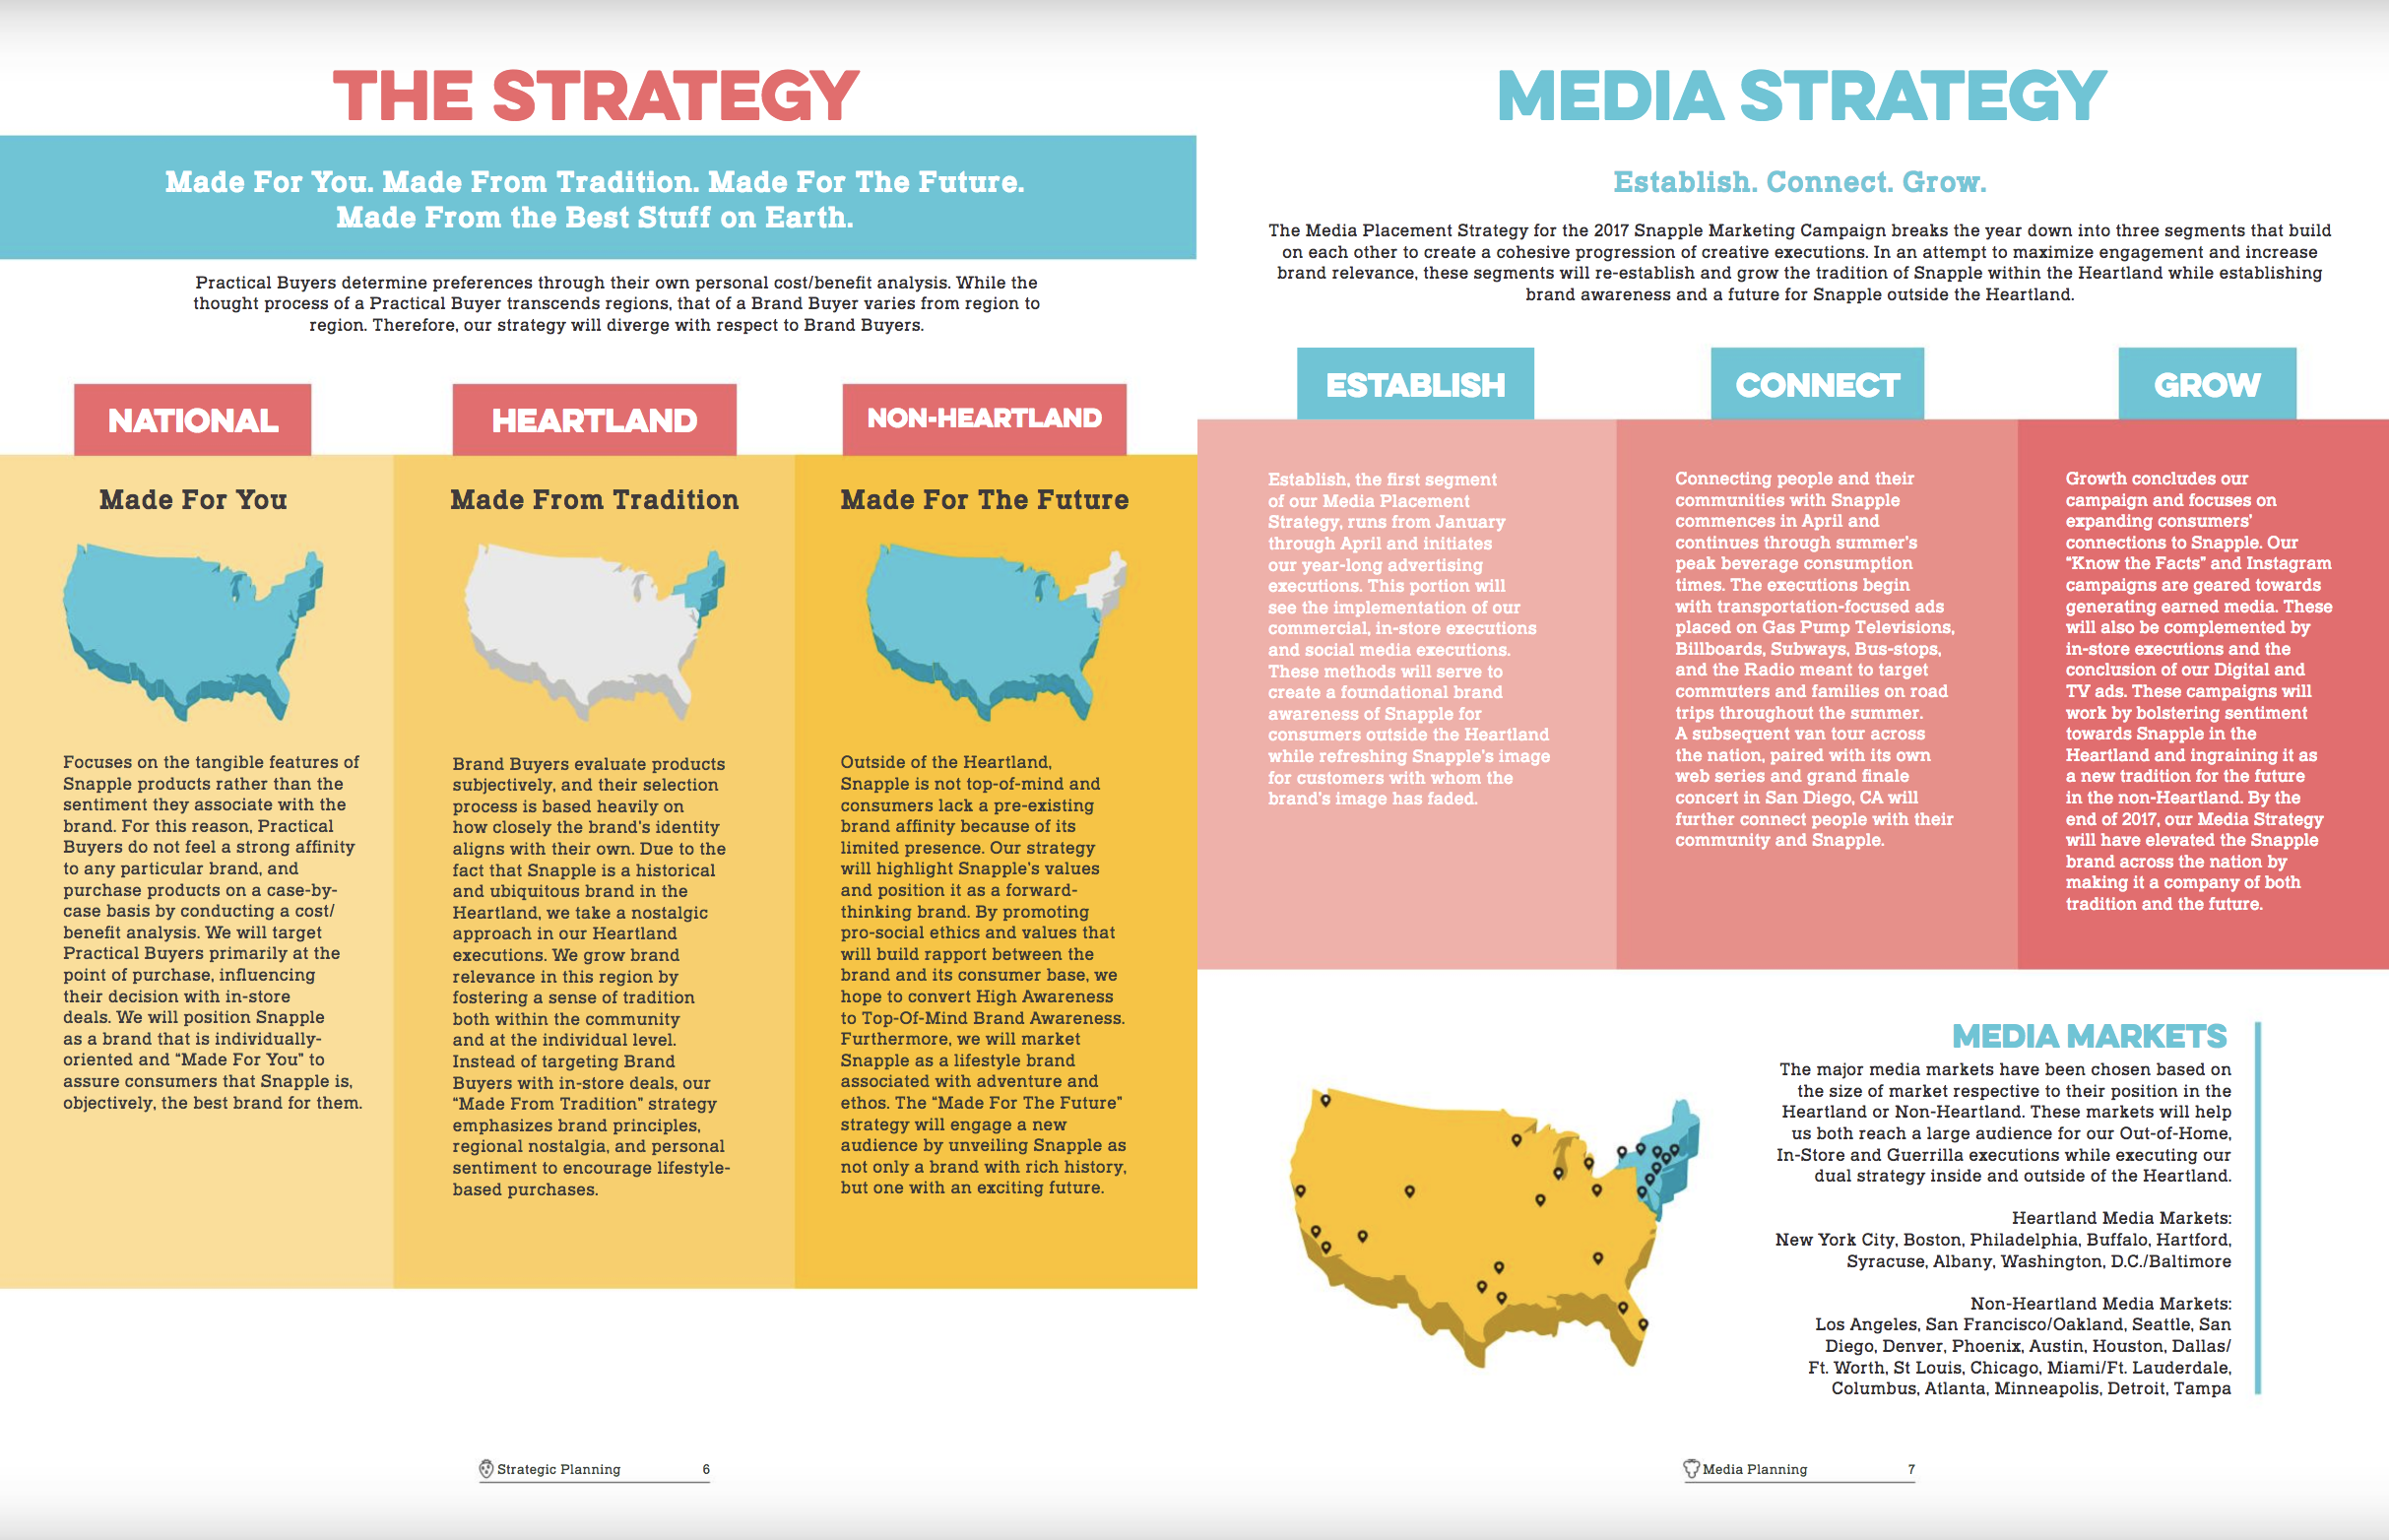 THE STRATEGY
Made For You. Made From Tradition. Made For The Future.
Made From the Best Stuff on Earth.
Practical Buyers determine preferences through their own personal cost/benefit analysis. While the
thought process of a Practical Buyer transcends regions, that of a Brand Buyer varies from region to
region. Therefore, our strategy will diverge with respect to Brand Buyers.
NATIONAL
Made For You
Focuses on the tangible features of
Snapple products rather than the
sentiment they associate with the
brand. For this reason, Practical
Buyers do not feel a strong affinity
to any particular brand, and
purchase products on a case-by-
case basis by conducting a cost/
benefit analysis. We will target
Practical Buyers primarily at the
point of purchase, influencing
their decision with in-store
deals. We will position Snapple
as a brand that is individually-
oriented and “Made For You” to
assure consumers that Snapple is,
objectively, the best brand for them.
HEARTLAND
Made From Tradition
Brand Buyers evaluate products
subjectively, and their selection
process is based heavily on
how closely the brand's identity
aligns with their own. Due to the
fact that Snapple is a historical
and ubiquitous brand in the
Heartland, we take a nostalgic
approach in our Heartland
executions. We grow brand
relevance in this region by
fostering a sense of tradition
both within the community
and at the individual level.
Instead of targeting Brand
Buyers with in-store deals, our
“Made From Tradition” strategy
emphasizes brand principles,
regional nostalgia, and personal
sentiment to encourage lifestyle-
based purchases.
NON-HEARTLAND
Made For The Future
Outside of the Heartland,
Snapple is not top-of-mind and
consumers lack a pre-existing
brand affinity because of its
limited presence. Our strategy
will highlight Snapple's values
and position it as a forward-
thinking brand. By promoting
pro-social ethics and values that
will build rapport between the
brand and its consumer base, we
hope to convert High Awareness
to Top-Of-Mind Brand Awareness.
Furthermore, we will market
Snapple as a lifestyle brand
associated with adventure and
ethos. The “Made For The Future”
strategy will engage a new
audience by unveiling Snapple as
not only a brand with rich history,
but one with an exciting future.
Strategic Planning 6
MEDIA STRATEGY
Establish. Connect. Grow.
The Media Placement Strategy for the 2017 Snapple Marketing Campaign breaks the year down into three segments that build
on each other to create a cohesive progression of creative executions. In an attempt to maximize engagement and increase
brand relevance, these segments will re-establish and grow the tradition of Snapple within the Heartland while establishing
brand awareness and a future for Snapple outside the Heartland.
ESTABLISH
Establish, the first segment
of our Media Placement
Strategy, runs from January
through April and initiates
our year-long advertising
executions. This portion will
see the implementation of our
commercial, in-store executions
and social media executions.
These methods will serve to
create a foundational brand
awareness of Snapple for
consumers outside the Heartland
while refreshing Snapple's image
for customers with whom the
brand's image has faded.
CONNECT
Connecting people and their
communities with Snapple
commences in April and
continues through summer's
peak beverage consumption
times. The executions begin
with transportation-focused ads
placed on Gas Pump Televisions,
Billboards, Subways, Bus-stops,
and the Radio meant to target
commuters and families on road
trips throughout the summer.
A subsequent van tour across
the nation, paired with its own
web series and grand finale
concert in San Diego, CA will
further connect people with their
community and Snapple.
GROW
Growth concludes our
campaign and focuses on
expanding consumers'
connections to Snapple. Our
“Know the Facts” and Instagram
campaigns are geared towards
generating earned media. These
will also be complemented by
in-store executions and the
conclusion of our Digital and
TV ads. These campaigns will
work by bolstering sentiment
towards Snapple in the
Heartland and ingraining it as
a new tradition for the future
in the non-Heartland. By the
end of 2017, our Media Strategy
will have elevated the Snapple
brand across the nation by
making it a company of both
tradition and the future.
MEDIA MARKETS
The major media markets have been chosen based on
the size of market respective to their position in the
Heartland or Non-Heartland. These markets will help
us both reach a large audience for our Out-of-Home,
In-Store and Guerrilla executions while executing our
dual strategy inside and outside of the Heartland.
Heartland Media Markets:
New York City, Boston, Philadelphia, Buffalo, Hartford,
Syracuse, Albany, Washington, D.C./Baltimore
Non-Heartland Media Markets:
Los Angeles, San Francisco/Oakland, Seattle, San
Diego, Denver, Phoenix, Austin, Houston, Dallas/
Ft. Worth, St Louis, Chicago, Miami/Ft. Lauderdale,
Columbus, Atlanta, Minneapolis, Detroit, Tampa
Media Planning 7